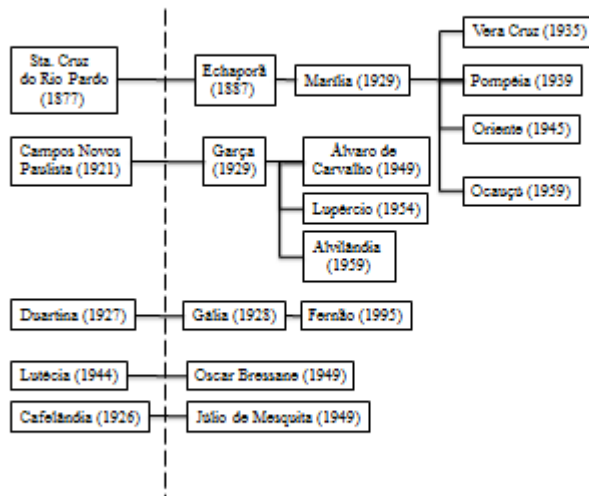 Vera Cruz (1935)
Sta. Cruz
do Rio Pardo
(1877)
Echaporã
(1887)
Marília (1929)
Pompéia (1939
Oriente (1945)
Campos Novos
Paulista (1921)
Garça
(1929)
Álvaro de
Carvalho (1949)
Ocauçú (1959)
Lupércio (1954)
Alvilândia
(1959)
Duartina (1927)
Gália (1928)
Fernão (1995)
Lutécia (1944)
Oscar Bressane (1949)
Cafelândia (1926)
Júlio de Mesquita (1949)